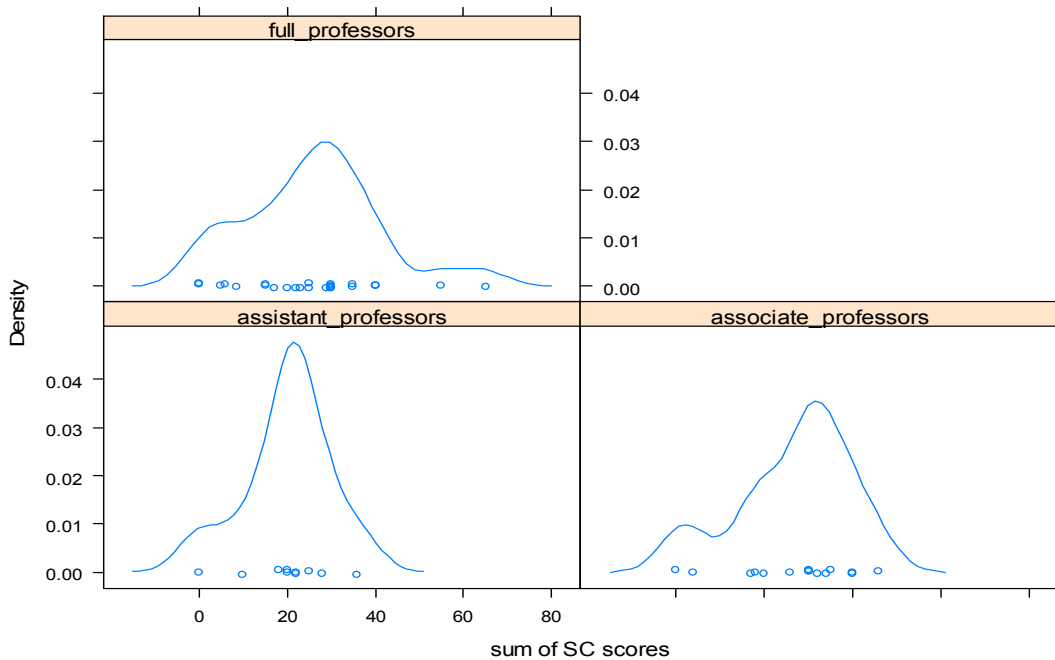 full_professors
0.04
0.03
0.02
0.01
0.00
Density
assistant_professors
associate_professors
0.04
0.03
0.02
0.01
0.00
0 20 40 60 80
sum of SC scores